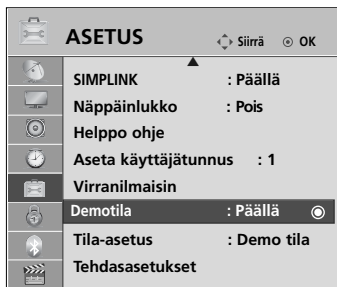 ASETUS Siirrä OK
SIMPLINK : Päällä
Näppäinlukko : Pois
Helppo ohje
Aseta käyttäjätunnus : 1
Virranilmaisin
Demotila : Päällä
Tila-asetus : Demo tila
Tehdasasetukset